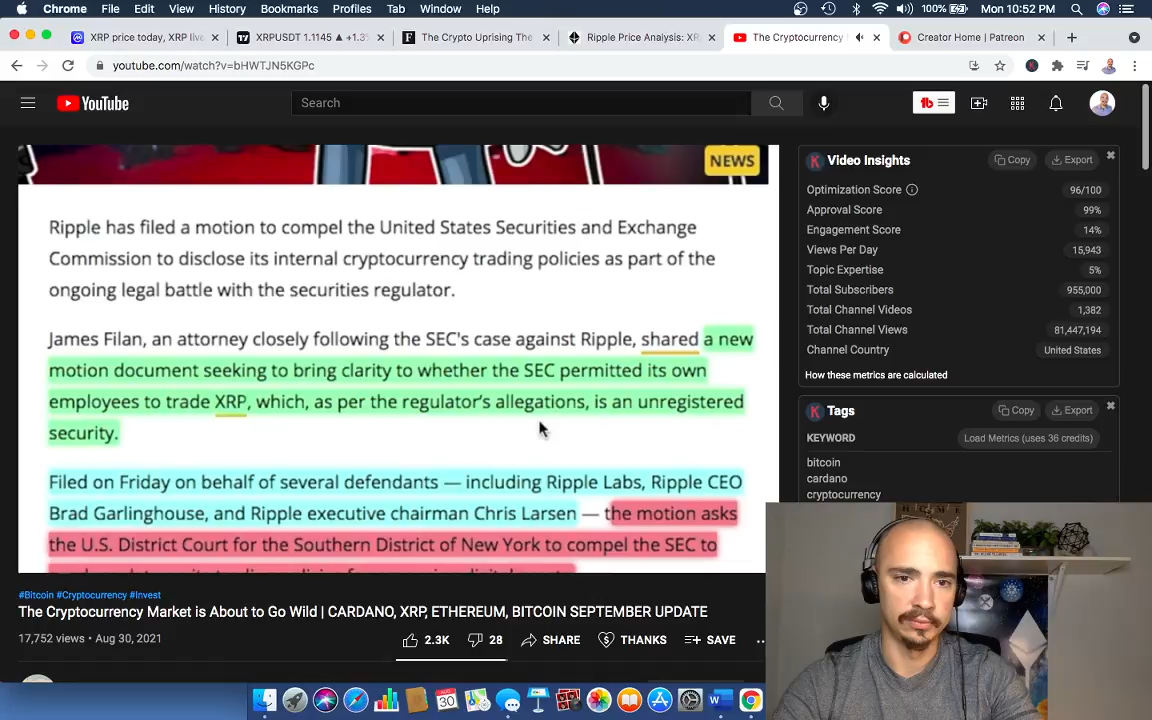 Chrome File Edit View History Bookmarks Profiles Tab Window Help 100% Mon 10:52 PM
XRP price today, XRP live XRPUSDT 1.1145 ▲ +1.3% The Crypto Uprising The Ripple Price Analysis: XR The Cryptocurrency Creator Home | Patreon
youtube.com/watch?v=bHWTJN5KGPc
YouTube
Search
NEWS
Ripple has filed a motion to compel the United States Securities and Exchange
Commission to disclose its internal cryptocurrency trading policies as part of the
ongoing legal battle with the securities regulator.
James Filan, an attorney closely following the SEC's case against Ripple, shared a new
motion document seeking to bring clarity to whether the SEC permitted its own
employees to trade XRP, which, as per the regulator's allegations, is an unregistered
security.
Filed on Friday on behalf of several defendants — including Ripple Labs, Ripple CEO
Brad Garlinghouse, and Ripple executive chairman Chris Larsen — the motion asks
the U.S. District Court for the Southern District of New York to compel the SEC to
#Bitcoin #Cryptocurrency #Invest
The Cryptocurrency Market is About to Go Wild | CARDANO, XRP, ETHEREUM, BITCOIN SEPTEMBER UPDATE
17,752 views • Aug 30, 2021
2.3K 28 SHARE THANKS SAVE
Video Insights Copy Export
Optimization Score 96/100
Approval Score 99%
Engagement Score 14%
Views Per Day 15,943
Topic Expertise 5%
Total Subscribers 955,000
Total Channel Videos 1,382
Total Channel Views 81,447,194
Channel Country United States
How these metrics are calculated
Tags Copy Export
KEYWORD Load Metrics (uses 36 credits)
bitcoin
cardano
cryptocurrency
AUG
30